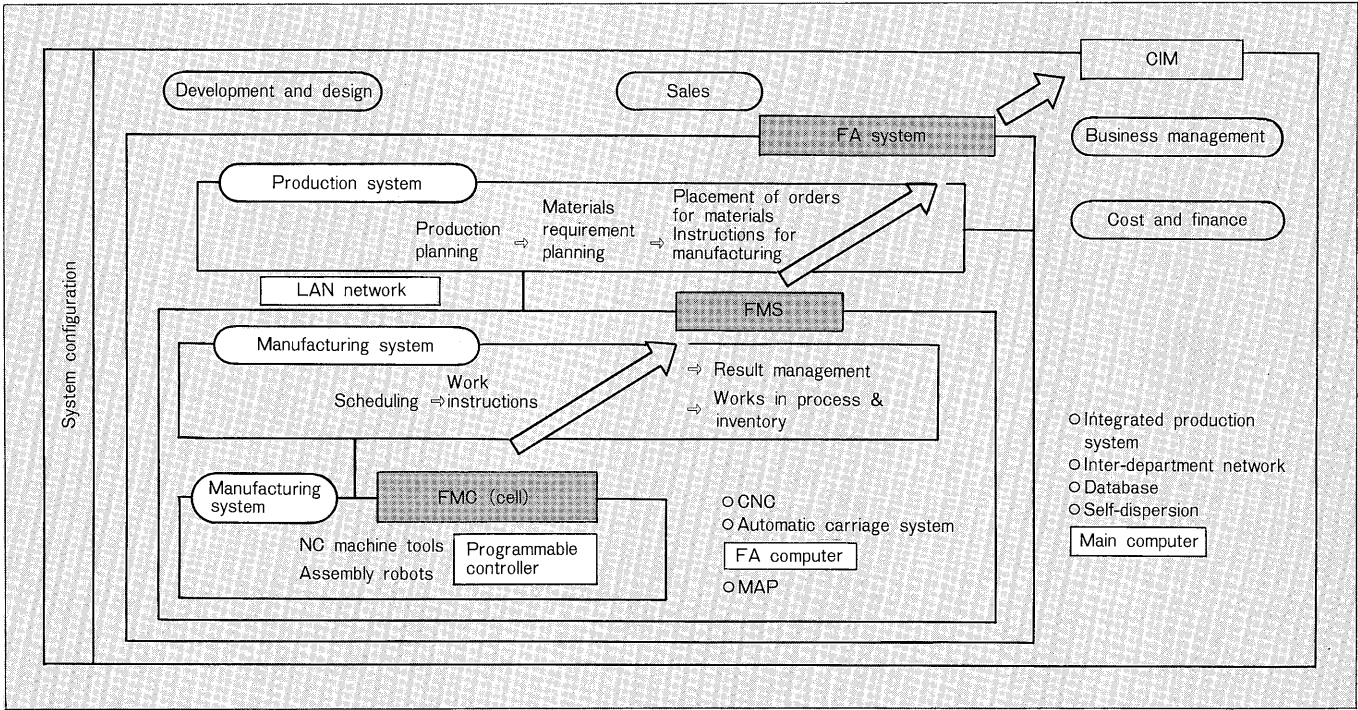 CIM
Development and design
Sales
FA system
Business management
Production system
Production
planning
⇨
Materials
requirement
planning
⇨
Placement of orders
for materials
Instructions for
manufacturing
Cost and finance
LAN network
FMS
System configuration
Manufacturing system
Scheduling
⇨
Work
instructions
⇨ Result management
⇨ Works in process &
inventory
○ Integrated production
system
○ Inter-department network
○ Database
○ Self-dispersion
Main computer
Manufacturing
system
FMC (cell)
NC machine tools
Assembly robots
Programmable
controller
○ CNC
○ Automatic carriage system
FA computer
○ MAP